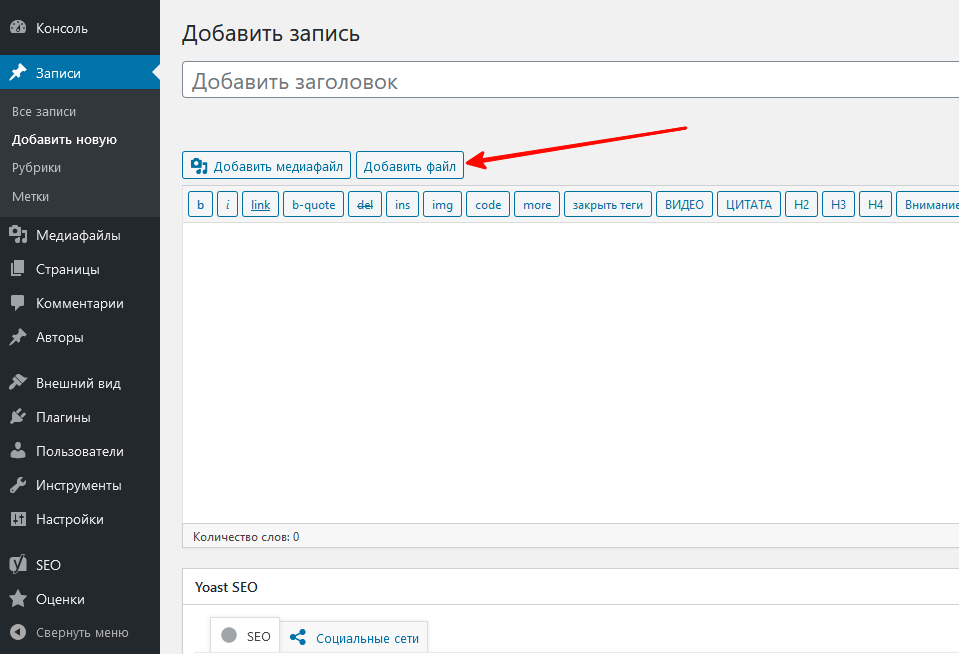 Консоль
Записи
Все записи
Добавить новую
Рубрики
Метки
Медиафайлы
Страницы
Комментарии
Авторы
Внешний вид
Плагины
Пользователи
Инструменты
Настройки
SEO
Оценки
Свернуть меню
Добавить запись
Добавить заголовок
Добавить медиафайл Добавить файл
b i link b-quote del ins img code more закрыть теги ВИДЕО ЦИТАТА H2 H3 H4 Внимание
Количество слов: 0
Yoast SEO
SEO Социальные сети